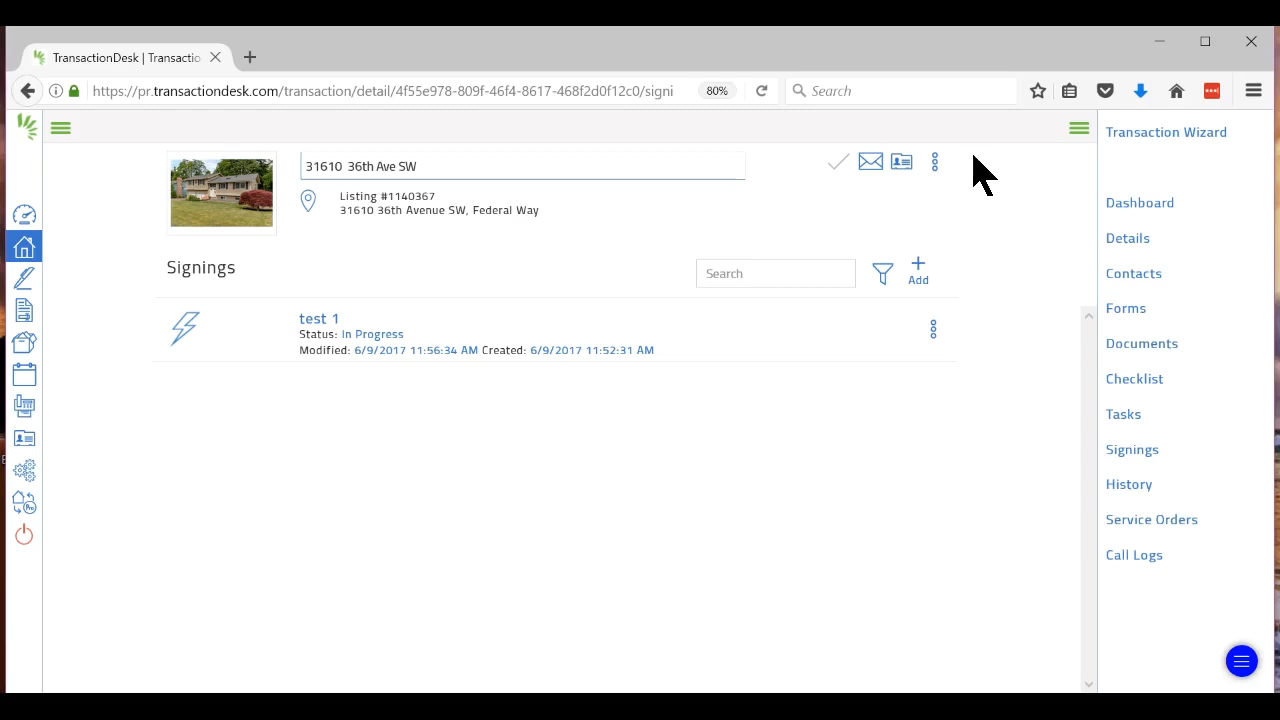 TransactionDesk | Transactio
https://pr.transactiondesk.com/transaction/detail/4f55e978-809f-46f4-8617-468f2d0f12c0/signi
80%
Search
Transaction Wizard
31610  36th Ave SW
Listing #1140367
31610 36th Avenue SW, Federal Way
Signings
Search
Add
test 1
Status: In Progress
Modified: 6/9/2017 11:56:34 AM Created: 6/9/2017 11:52:31 AM
Dashboard
Details
Contacts
Forms
Documents
Checklist
Tasks
Signings
History
Service Orders
Call Logs